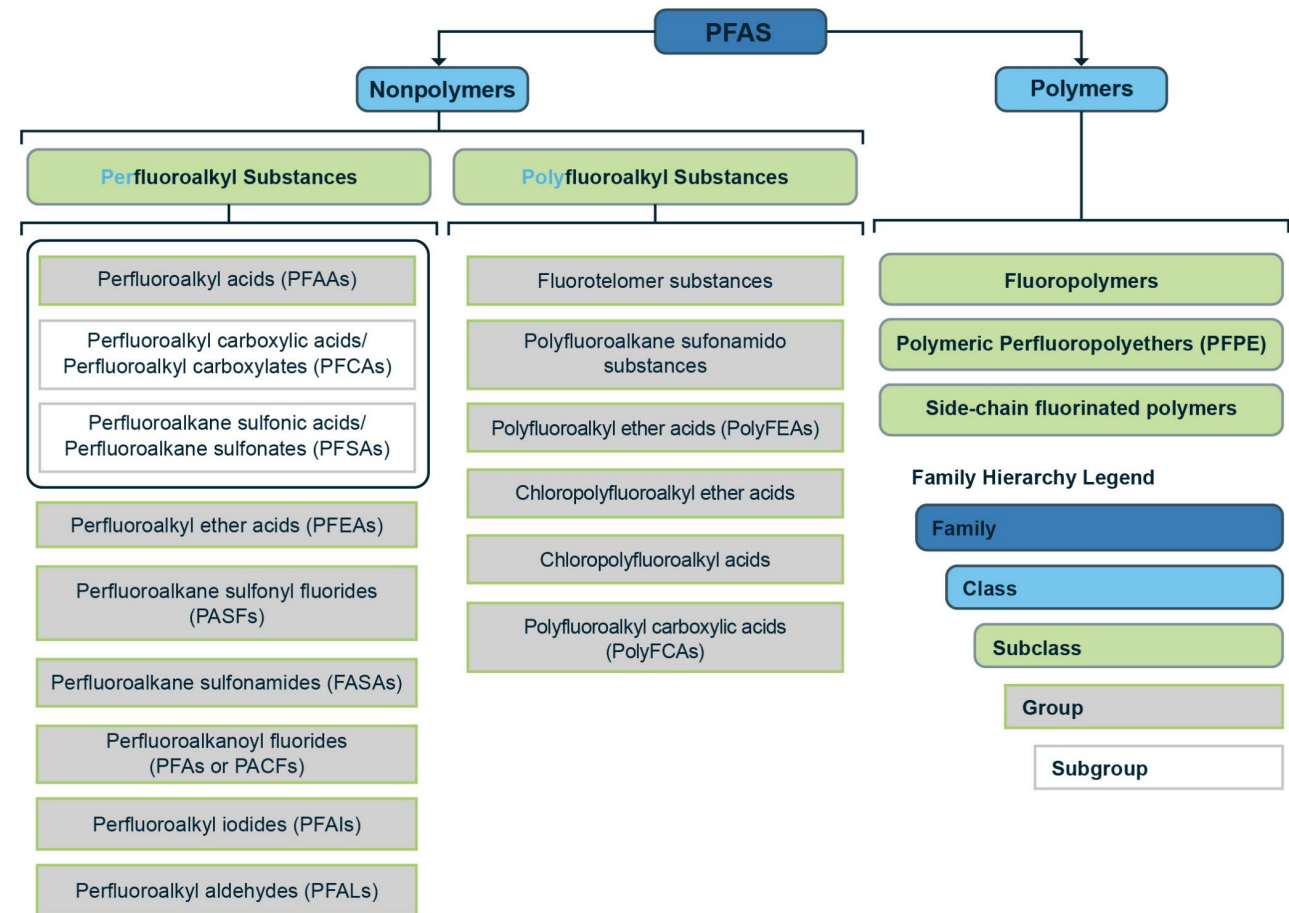 PFAS
Nonpolymers
Polymers
Perfluoroalkyl Substances
Polyfluoroalkyl Substances
Perfluoroalkyl acids (PFAAs)
Perfluoroalkyl carboxylic acids/
Perfluoroalkyl carboxylates (PFCAs)
Perfluoroalkane sulfonic acids/
Perfluoroalkane sulfonates (PFSAs)
Perfluoroalkyl ether acids (PFEAs)
Perfluoroalkane sulfonyl fluorides
(PASFs)
Perfluoroalkane sulfonamides (FASAs)
Perfluoroalkanoyl fluorides
(PFAs or PACFs)
Perfluoroalkyl iodides (PFAIs)
Perfluoroalkyl aldehydes (PFALs)
Fluorotelomer substances
Polyfluoroalkane sufonamido
substances
Polyfluoroalkyl ether acids (PolyFEAs)
Chloropolyfluoroalkyl ether acids
Chloropolyfluoroalkyl acids
Polyfluoroalkyl carboxylic acids
(PolyFCAs)
Fluoropolymers
Polymeric Perfluoropolyethers (PFPE)
Side-chain fluorinated polymers
Family Hierarchy Legend
Family
Class
Subclass
Group
Subgroup